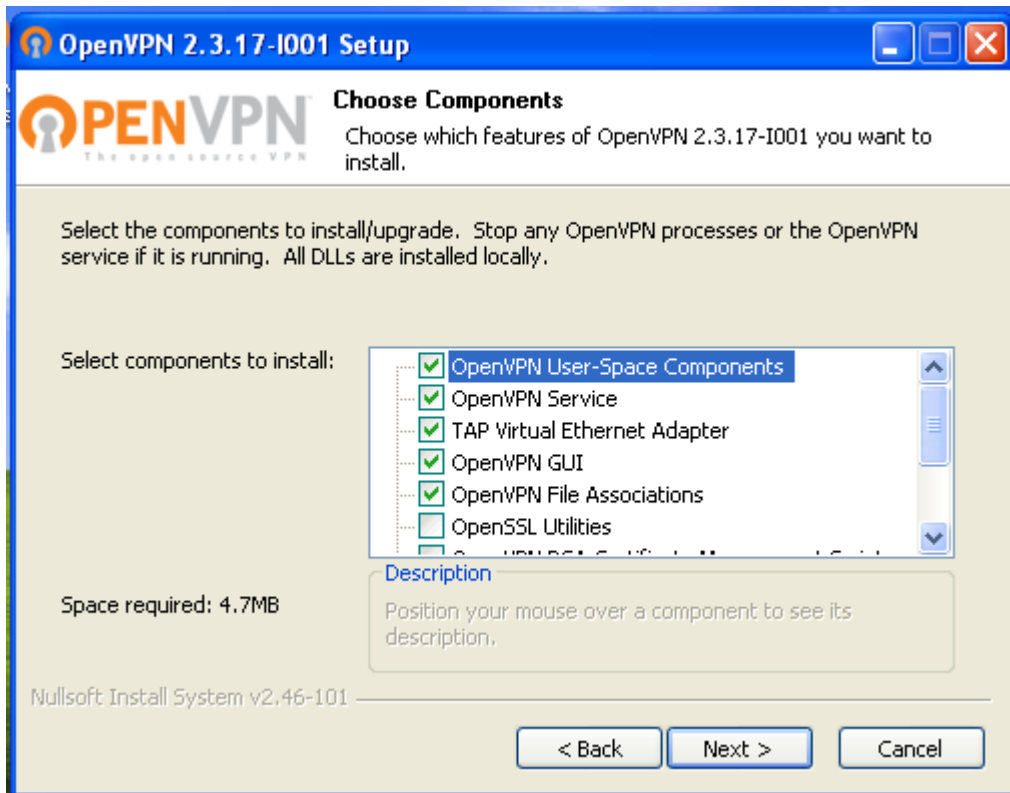 OpenVPN 2.3.17-I001 Setup
OPENVPN
The open source VPN
Choose Components
Choose which features of OpenVPN 2.3.17-I001 you want to
install.
Select the components to install/upgrade. Stop any OpenVPN processes or the OpenVPN
service if it is running. All DLLs are installed locally.
Select components to install:
OpenVPN User-Space Components
OpenVPN Service
TAP Virtual Ethernet Adapter
OpenVPN GUI
OpenVPN File Associations
OpenSSL Utilities
Space required: 4.7MB
Description
Position your mouse over a component to see its
description.
Nullsoft Install System v2.46-101
< Back
Next >
Cancel